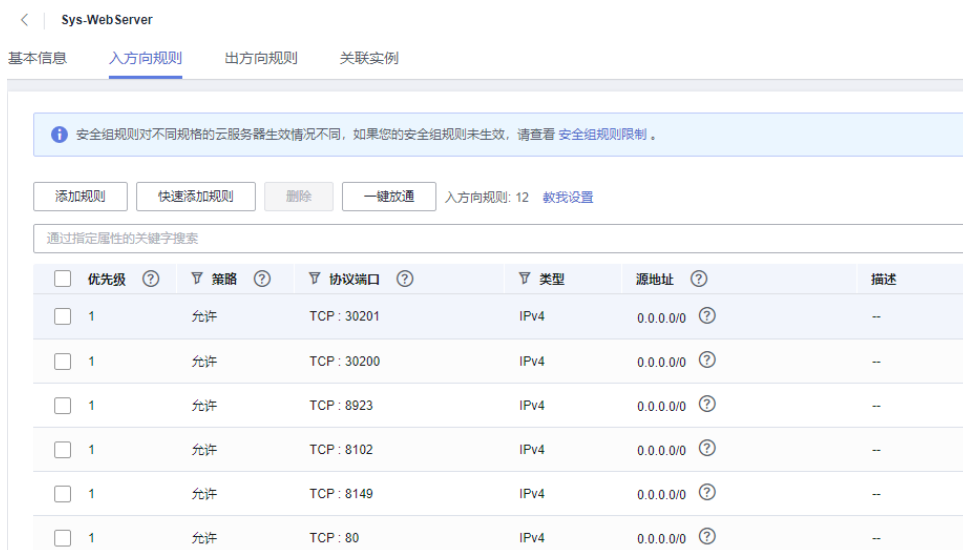 Sys-WebServer
基本信息 入方向规则 出方向规则 关联实例
安全组规则对不同规格的云服务器生效情况不同，如果您的安全组规则未生效，请查看 安全组规则限制 。
添加规则 快速添加规则 删除 一键放通 入方向规则: 12 教我设置
通过指定属性的关键字搜索
优先级 策略 协议端口 类型 源地址 描述
1 允许 TCP : 30201 IPv4 0.0.0.0/0 --
1 允许 TCP : 30200 IPv4 0.0.0.0/0 --
1 允许 TCP : 8923 IPv4 0.0.0.0/0 --
1 允许 TCP : 8102 IPv4 0.0.0.0/0 --
1 允许 TCP : 8149 IPv4 0.0.0.0/0 --
1 允许 TCP : 80 IPv4 0.0.0.0/0 --